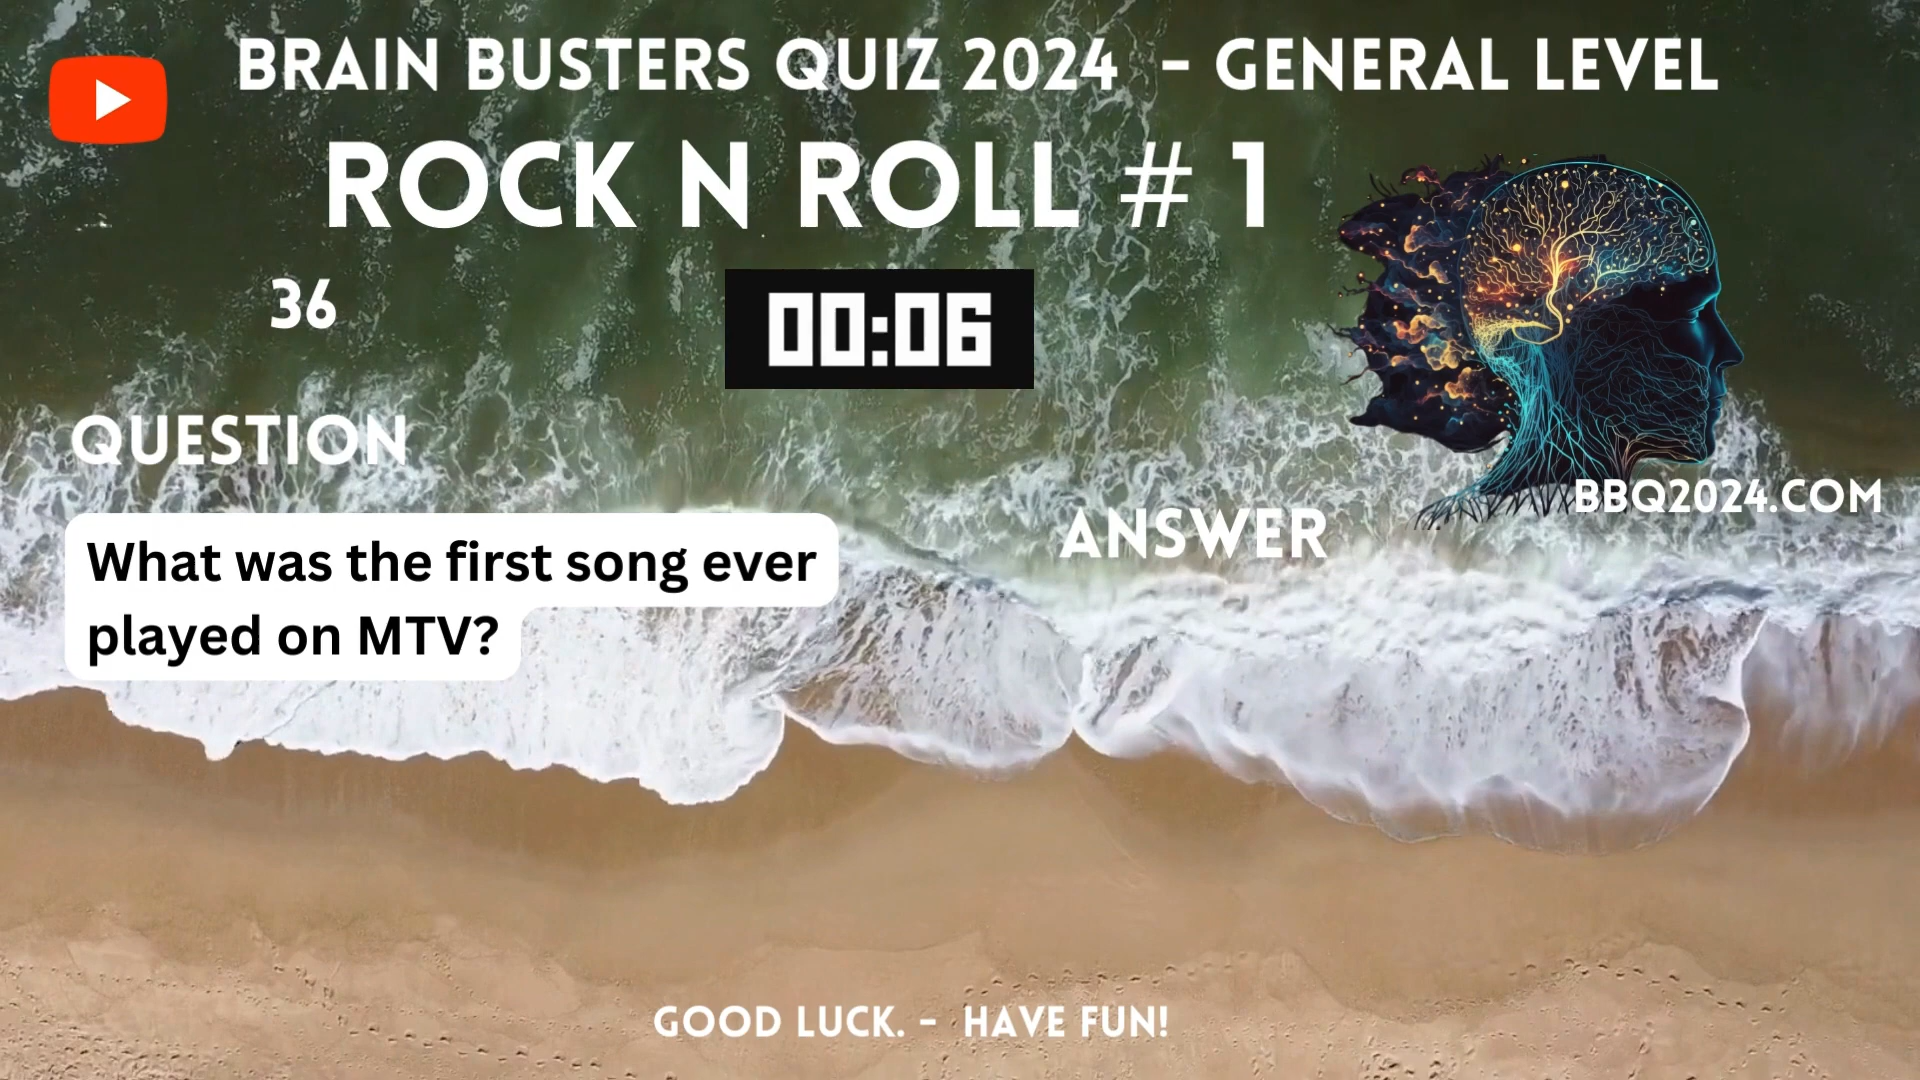 BRAIN BUSTERS QUIZ 2024 - GENERAL LEVEL
ROCK N ROLL # 1
36
00:06
QUESTION
BBQ2024.COM
ANSWER
What was the first song ever
played on MTV?
GOOD LUCK. - HAVE FUN!